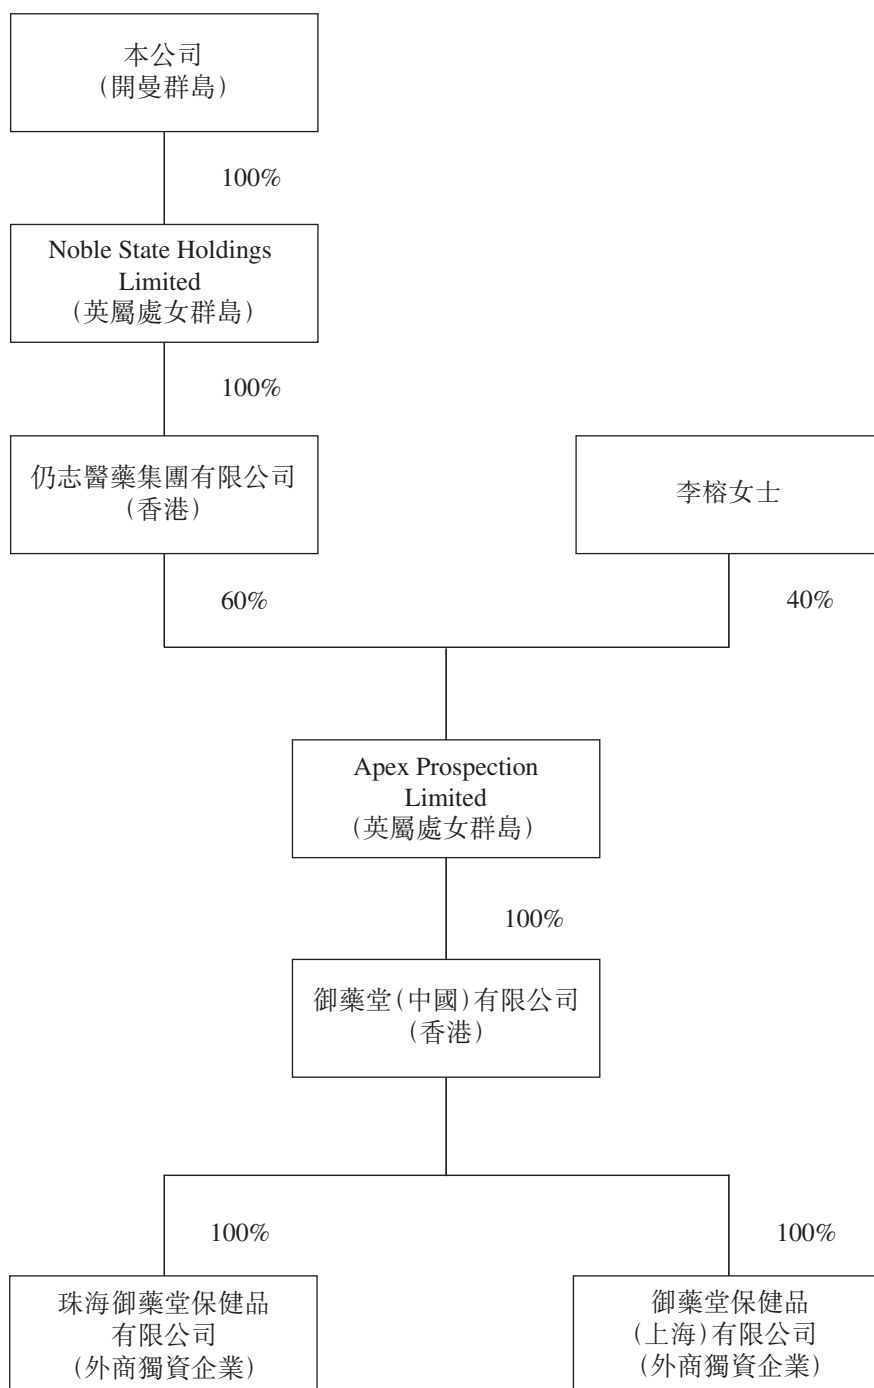 本公司
(開曼群島)
100%
Noble State Holdings
Limited
(英屬處女群島)
100%
仍志醫藥集團有限公司
(香港)
李榕女士
60%
40%
Apex Prospection
Limited
(英屬處女群島)
100%
御藥堂(中國)有限公司
(香港)
100%
100%
珠海御藥堂保健品
有限公司
(外商獨資企業)
御藥堂保健品
(上海)有限公司
(外商獨資企業)